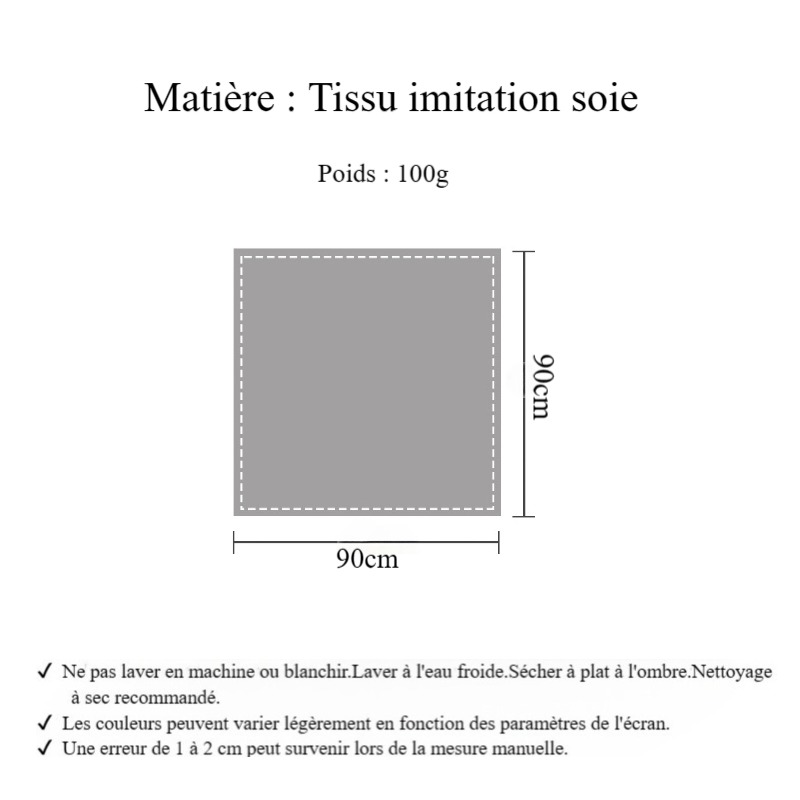 Matière : Tissu imitation soie
Poids : 100g
90cm
90cm
✓ Ne pas laver en machine ou blanchir.Laver à l'eau froide.Sécher à plat à l'ombre.Nettoyage
à sec recommandé.
✓ Les couleurs peuvent varier légèrement en fonction des paramètres de l'écran.
✓ Une erreur de 1 à 2 cm peut survenir lors de la mesure manuelle.